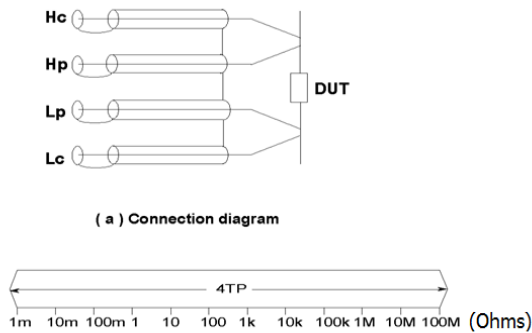 Hc
Hp
Lp
Lc
DUT
( a ) Connection diagram
4TP
1m 10m 100m 1 10 100 1k 10k 100k 1M 10M 100M (Ohms)